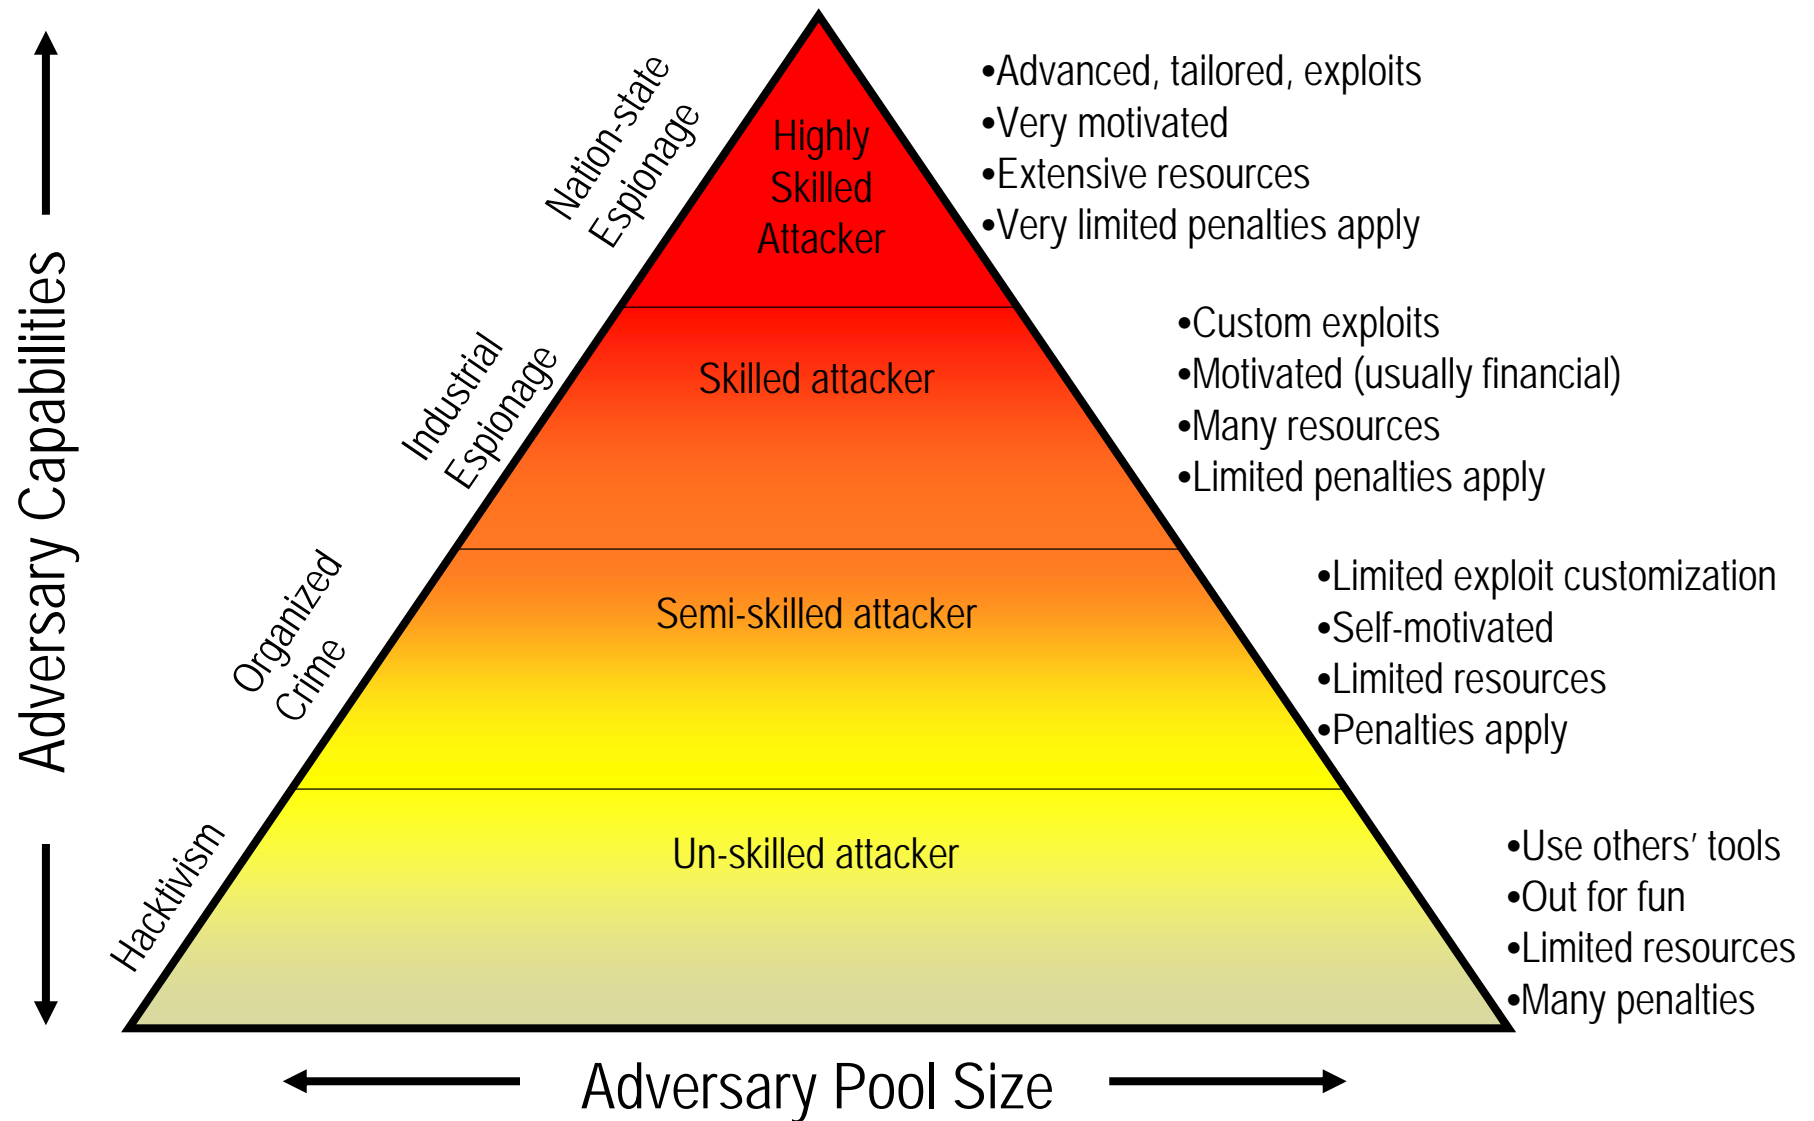 Adversary Capabilities
Nation-state
Espionage
Highly
Skilled
Attacker
•Advanced, tailored, exploits
•Very motivated
•Extensive resources
•Very limited penalties apply
Industrial
Espionage
Skilled attacker
•Custom exploits
•Motivated (usually financial)
•Many resources
•Limited penalties apply
Organized
Crime
Semi-skilled attacker
•Limited exploit customization
•Self-motivated
•Limited resources
•Penalties apply
Hacktivism
Un-skilled attacker
•Use others’ tools
•Out for fun
•Limited resources
•Many penalties
Adversary Pool Size